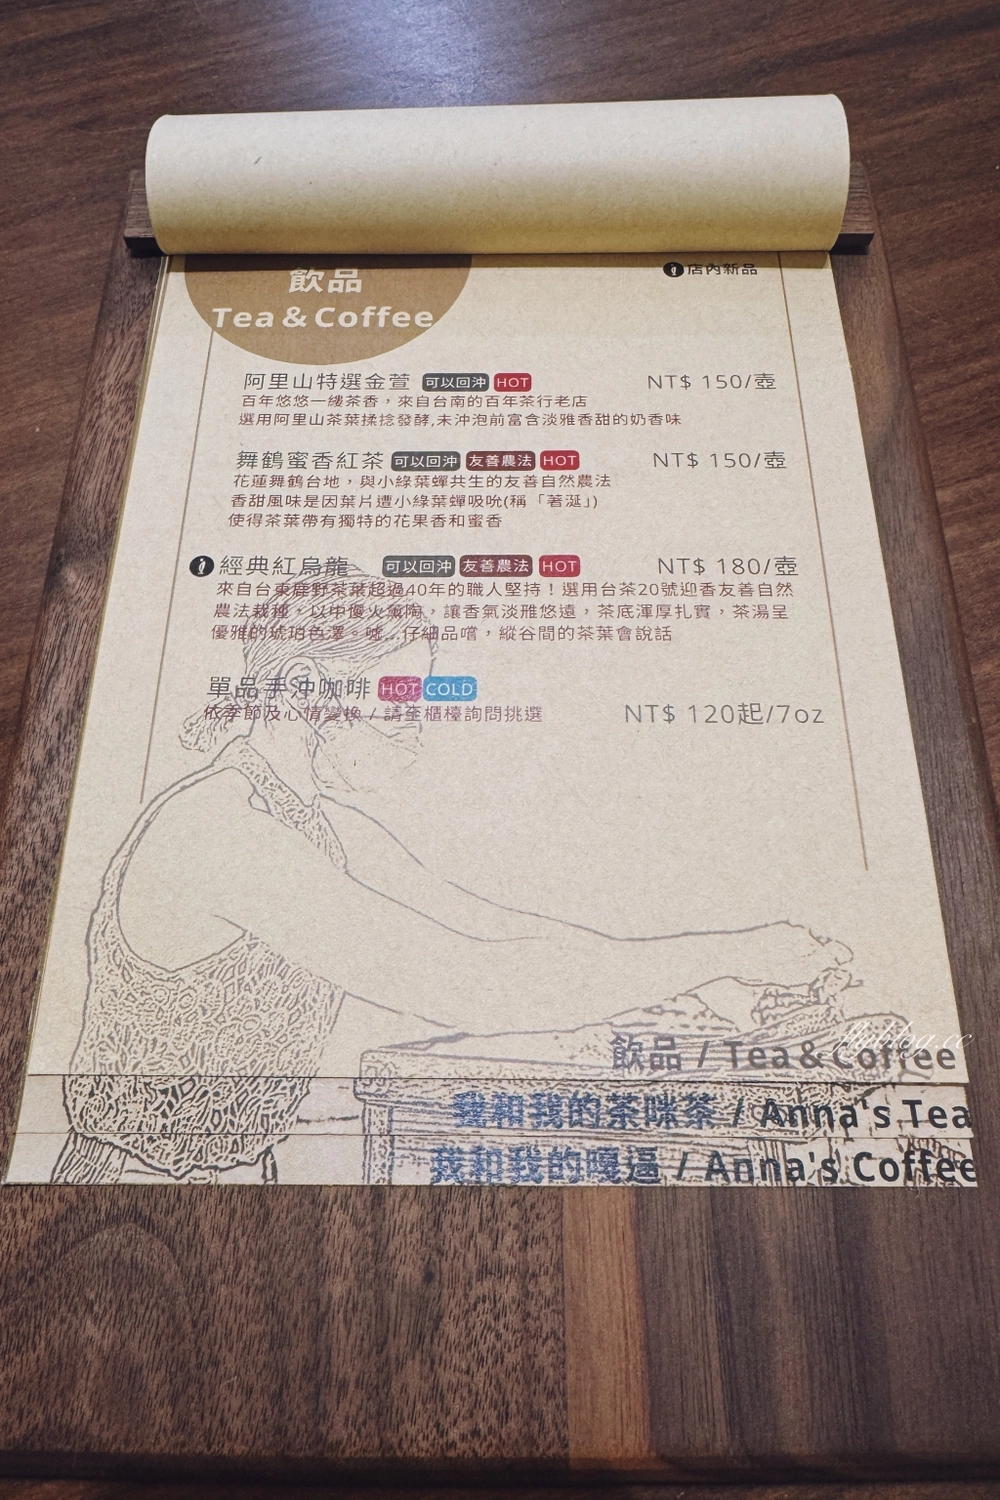 飲品
Tea & Coffee
i 店內新品
阿里山特選金萱 可以回沖 HOT NT$ 150/壺
百年悠悠一縷茶香，來自台南的百年茶行老店
選用阿里山茶葉揉捻發酵,未沖泡前富含淡雅香甜的奶香味
舞鶴蜜香紅茶 可以回沖 友善農法 HOT NT$ 150/壺
花蓮舞鶴台地，與小綠葉蟬共生的友善自然農法
香甜風味是因葉片遭小綠葉蟬吸吮(稱「著涎」)
使得茶葉帶有獨特的花果香和蜜香
i 經典紅烏龍 可以回沖 友善農法 HOT NT$ 180/壺
來自台東鹿野茶葉超過40年的職人堅持！選用台茶20號迎香友善自然
農法栽種，以中慢火薰陶，讓香氣淡雅悠遠，茶底渾厚扎實，茶湯呈
優雅的琥珀色澤。噓...仔細品嚐，縱谷間的茶葉會說話
單品手沖咖啡 HOT COLD
依季節及心情變換 / 請至櫃檯詢問挑選 NT$ 120起/7oz
飲品 / Tea & Coffee
我和我的茶咪茶 / Anna's Tea
我和我的嘎逼 / Anna's Coffee